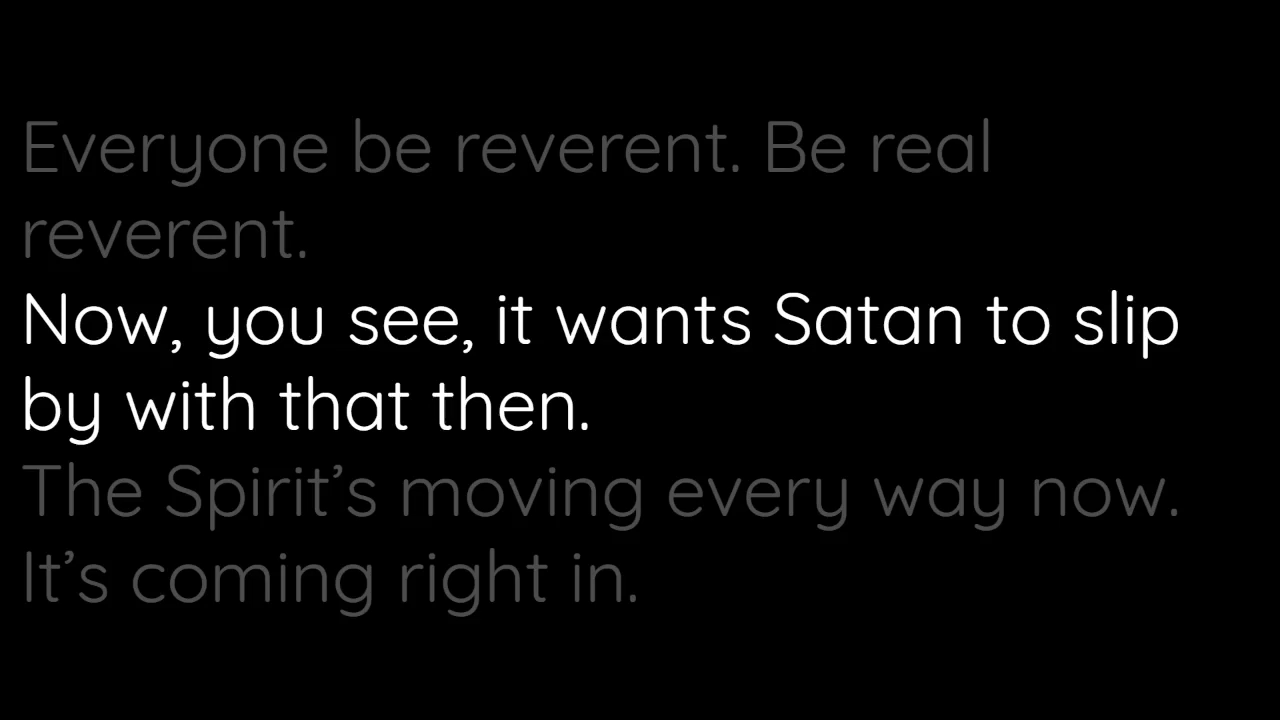 Everyone be reverent. Be real
reverent.
Now, you see, it wants Satan to slip
by with that then.
The Spirit’s moving every way now.
It’s coming right in.